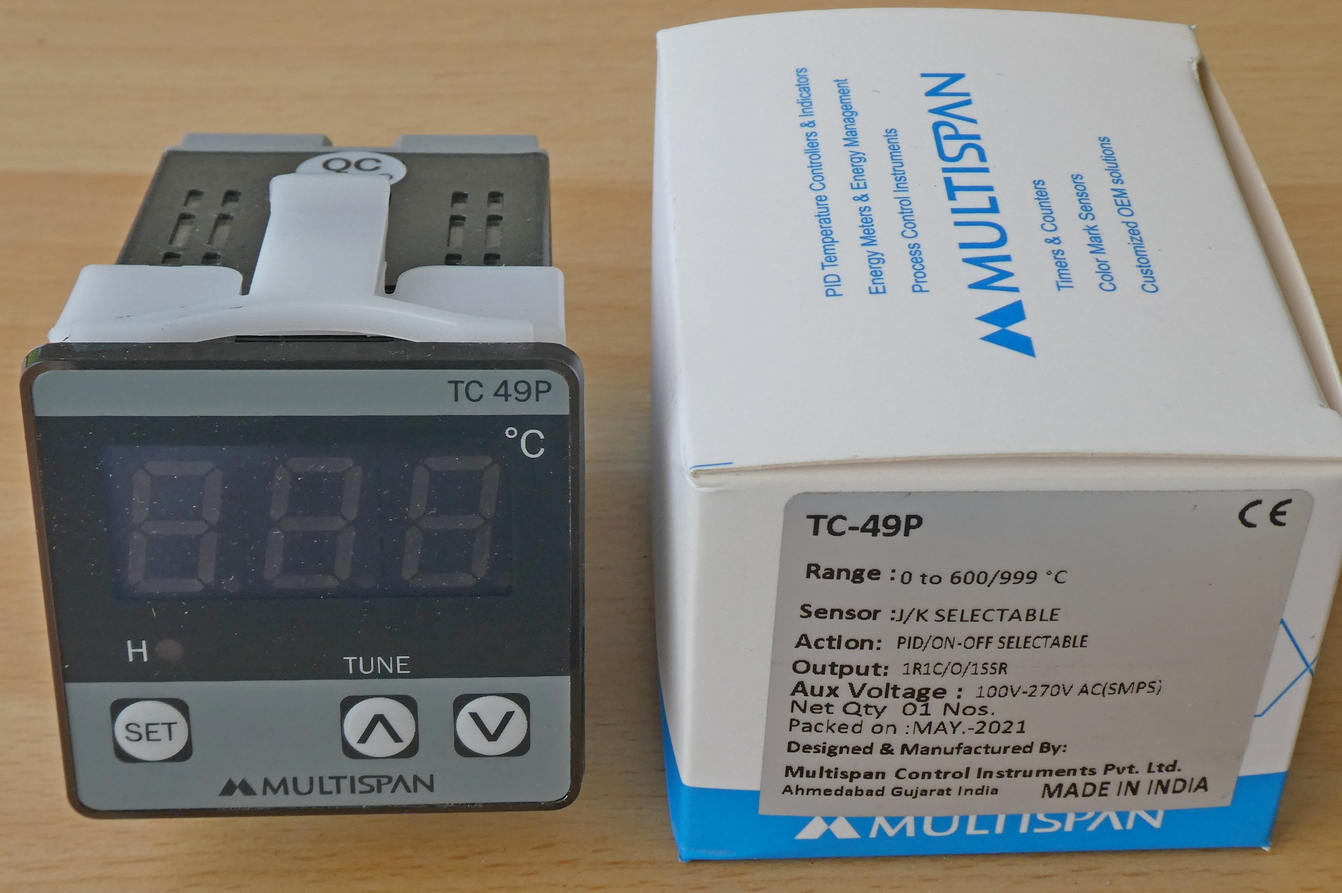 QC
TC 49P
°C
H
TUNE
SET
MULTISPAN
PID Temperature Controllers & Indicators
Energy Meters & Energy Management
Process Control Instruments
MULTISPAN
Timers & Counters
Color Mark Sensors
Customized OEM solutions
TC-49P
CE
Range : 0 to 600/999 °C
Sensor :J/K SELECTABLE
Action: PID/ON-OFF SELECTABLE
Output: 1R1C/O/1SSR
Aux Voltage : 100V-270V AC(SMPS)
Net Qty 01 Nos.
Packed on :MAY.-2021
Designed & Manufactured By:
Multispan Control Instruments Pvt. Ltd.
Ahmedabad Gujarat India MADE IN INDIA
MULTISPAN